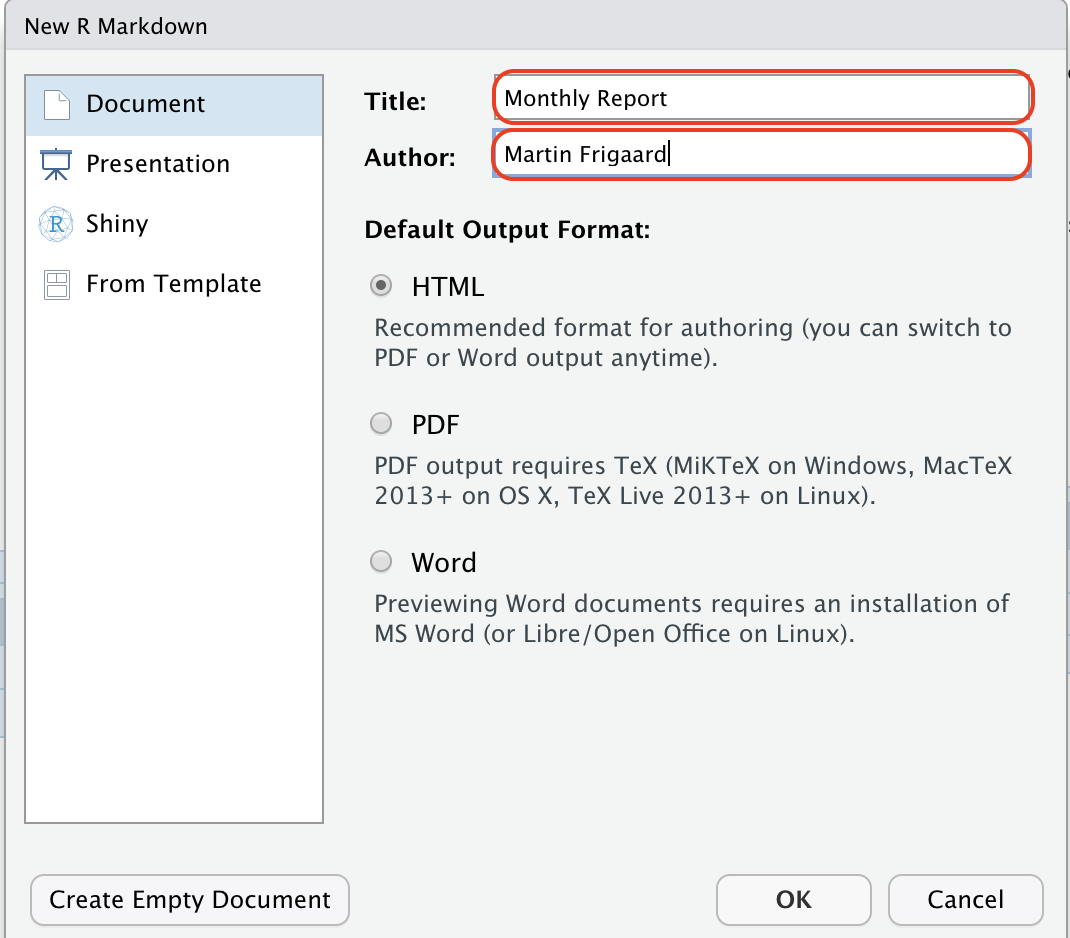 New R Markdown
Document
Presentation
R Shiny
From Template
Title: Monthly Report
Author: Martin Frigaard
Default Output Format:
HTML
Recommended format for authoring (you can switch to
PDF or Word output anytime).
PDF
PDF output requires TeX (MiKTeX on Windows, MacTeX
2013+ on OS X, TeX Live 2013+ on Linux).
Word
Previewing Word documents requires an installation of
MS Word (or Libre/Open Office on Linux).
Create Empty Document
OK
Cancel